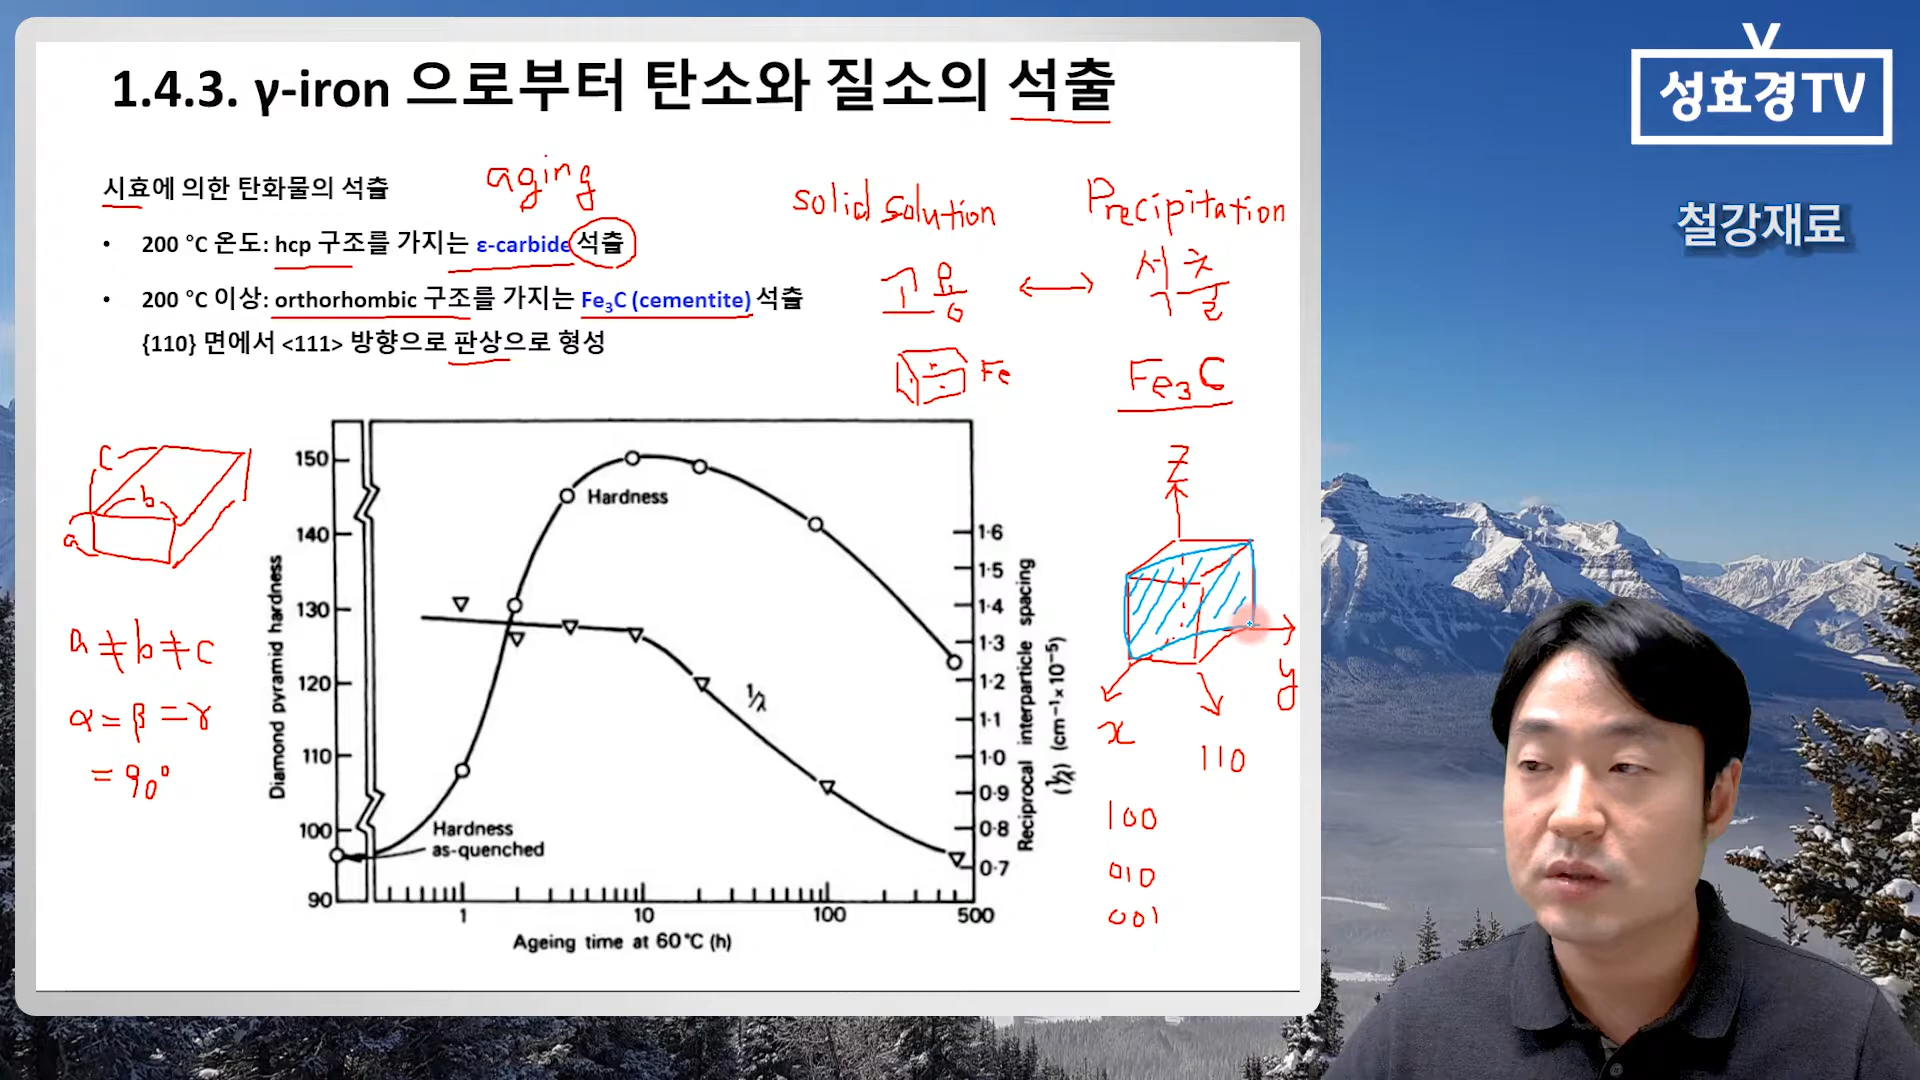 1.4.3. γ-iron 으로부터 탄소와 질소의 석출
성효경TV
철강재료
시효에 의한 탄화물의 석출
aging
• 200 °C 온도: hcp 구조를 가지는 ε-carbide 석출
• 200 °C 이상: orthorhombic 구조를 가지는 Fe₃C (cementite) 석출
{110} 면에서 <111> 방향으로 판상으로 형성
solid solution
Precipitation
고용
석출
Fe
Fe₃C
c
b
a
a≠b≠c
α=β=γ
=90°
150
140
130
120
110
100
90
Diamond pyramid hardness
Hardness
1/λ
Hardness
as-quenched
1 10 100 500
Ageing time at 60°C (h)
1·6
1·5
1·4
1·3
1·2
1·1
1·0
0·9
0·8
0·7
Reciprocal interparticle spacing
(1/λ) (cm⁻¹×10⁻⁵)
z
y
x
110
100
010
001